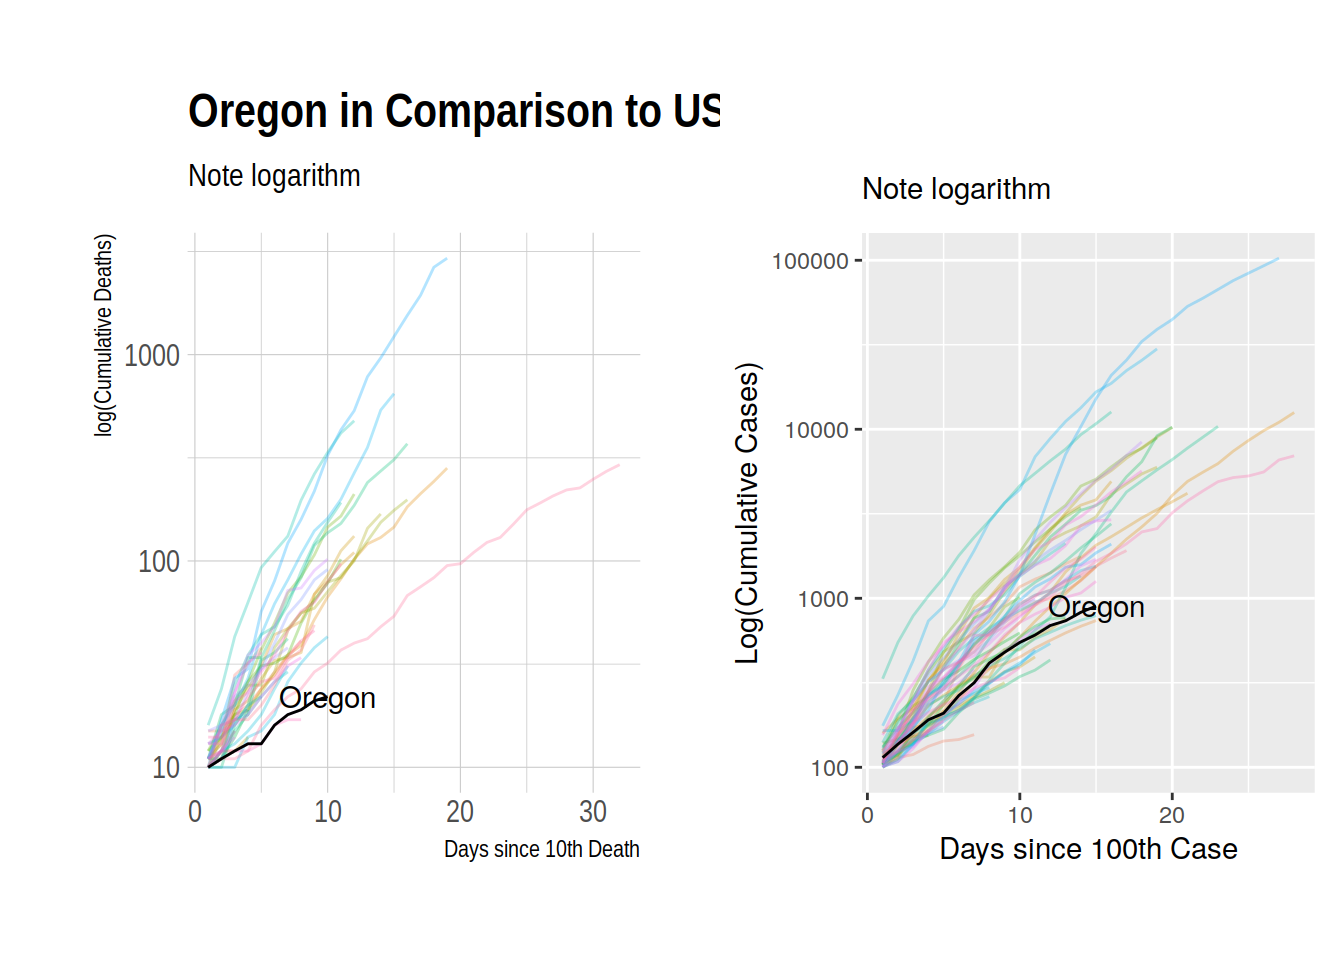 Oregon in Comparison to US
Note logarithm
log(Cumulative Deaths)
1000
100
10
Oregon
0 10 20 30
Days since 10th Death
Note logarithm
Log(Cumulative Cases)
100000
10000
1000
100
Oregon
0 10 20
Days since 100th Case